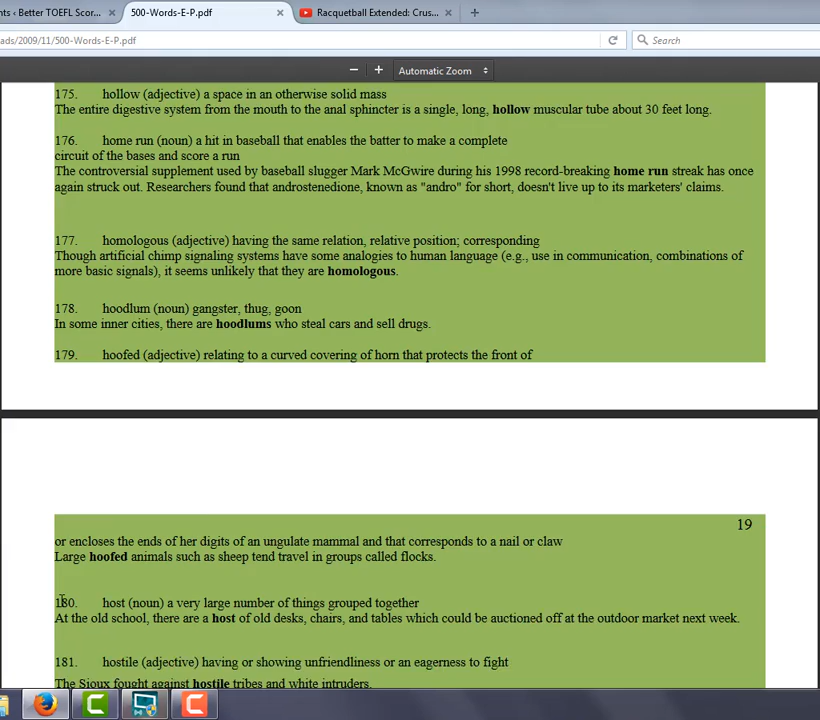 nts ‹ Better TOEFL Scor...
500-Words-E-P.pdf
Racquetball Extended: Crus...
ads/2009/11/500-Words-E-P.pdf
Search
Automatic Zoom
175. hollow (adjective) a space in an otherwise solid mass
The entire digestive system from the mouth to the anal sphincter is a single, long, hollow muscular tube about 30 feet long.
176. home run (noun) a hit in baseball that enables the batter to make a complete
circuit of the bases and score a run
The controversial supplement used by baseball slugger Mark McGwire during his 1998 record-breaking home run streak has once
again struck out. Researchers found that androstenedione, known as "andro" for short, doesn't live up to its marketers' claims.
177. homologous (adjective) having the same relation, relative position; corresponding
Though artificial chimp signaling systems have some analogies to human language (e.g., use in communication, combinations of
more basic signals), it seems unlikely that they are homologous.
178. hoodlum (noun) gangster, thug, goon
In some inner cities, there are hoodlums who steal cars and sell drugs.
179. hoofed (adjective) relating to a curved covering of horn that protects the front of
19
or encloses the ends of her digits of an ungulate mammal and that corresponds to a nail or claw
Large hoofed animals such as sheep tend travel in groups called flocks.
180. host (noun) a very large number of things grouped together
At the old school, there are a host of old desks, chairs, and tables which could be auctioned off at the outdoor market next week.
181. hostile (adjective) having or showing unfriendliness or an eagerness to fight
The Sioux fought against hostile tribes and white intruders.